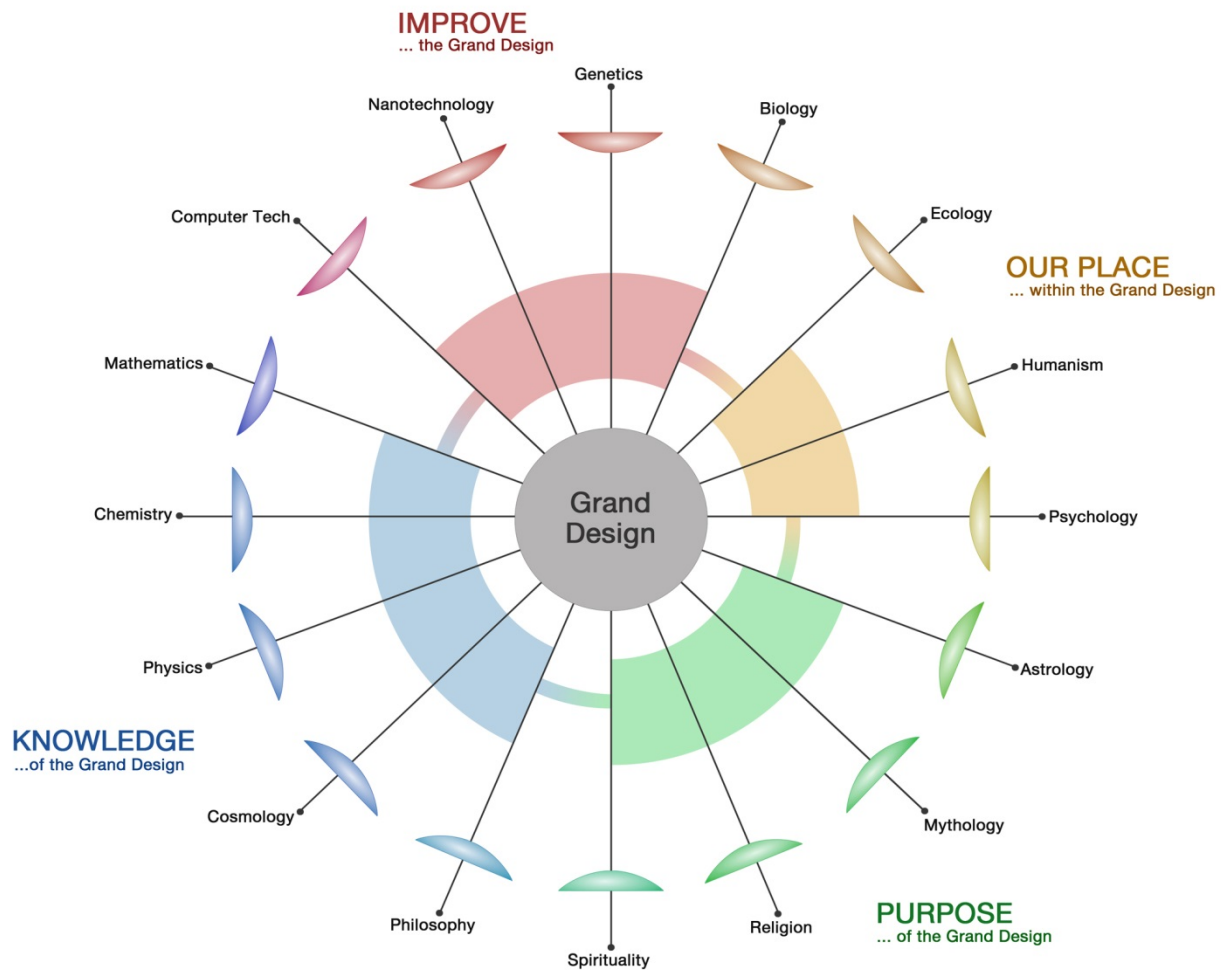 IMPROVE
... the Grand Design
Genetics
Nanotechnology
Biology
Computer Tech
Ecology
OUR PLACE
... within the Grand Design
Mathematics
Humanism
Grand
Design
Chemistry
Psychology
Physics
Astrology
KNOWLEDGE
...of the Grand Design
Cosmology
Mythology
Philosophy
Religion
PURPOSE
... of the Grand Design
Spirituality